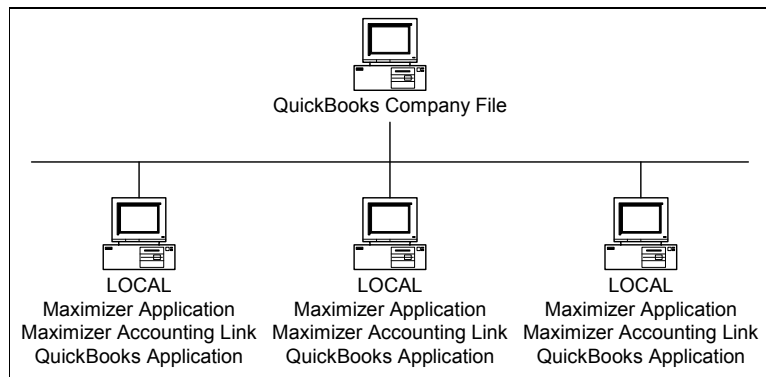 QuickBooks Company File
LOCAL
Maximizer Application
Maximizer Accounting Link
QuickBooks Application
LOCAL
Maximizer Application
Maximizer Accounting Link
QuickBooks Application
LOCAL
Maximizer Application
Maximizer Accounting Link
QuickBooks Application